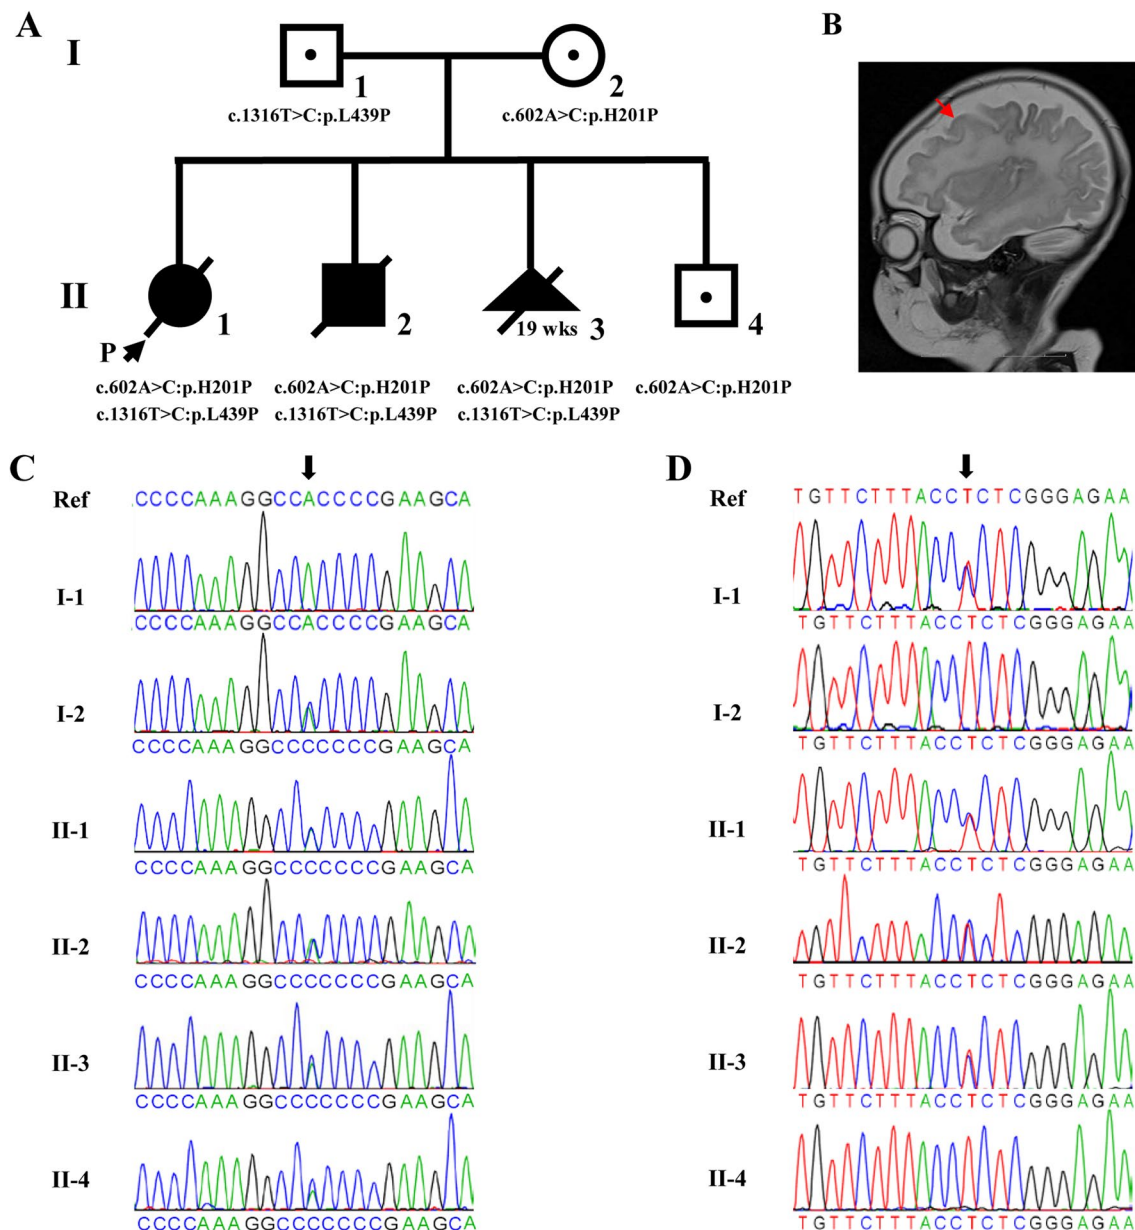 A
I
1
2
c.1316T>C:p.L439P
c.602A>C:p.H201P
II
P
1
2
19 wks
3
4
c.602A>C:p.H201P
c.1316T>C:p.L439P
c.602A>C:p.H201P
c.1316T>C:p.L439P
c.602A>C:p.H201P
c.1316T>C:p.L439P
c.602A>C:p.H201P
B
C
Ref
CCCCAAAGGCCACCCCGAAGCA
I-1
CCCCAAAGGCCACCCCGAAGCA
I-2
CCCCAAAGGCCCCCCCGAAGCA
II-1
CCCCAAAGGCCCCCCCGAAGCA
II-2
CCCCAAAGGCCCCCCCGAAGCA
II-3
CCCCAAAGGCCCCCCCGAAGCA
II-4
CCCCAAAGGCCCCCCCGAAGCA
D
Ref
TGTTCTTTACCTCTCGGGAGAA
I-1
TGTTCTTTACCTCTCGGGAGAA
I-2
TGTTCTTTACCTCTCGGGAGAA
II-1
TGTTCTTTACCTCTCGGGAGAA
II-2
TGTTCTTTACCTCTCGGGAGAA
II-3
TGTTCTTTACCTCTCGGGAGAA
II-4
TGTTCTTTACCTCTCGGGAGAA